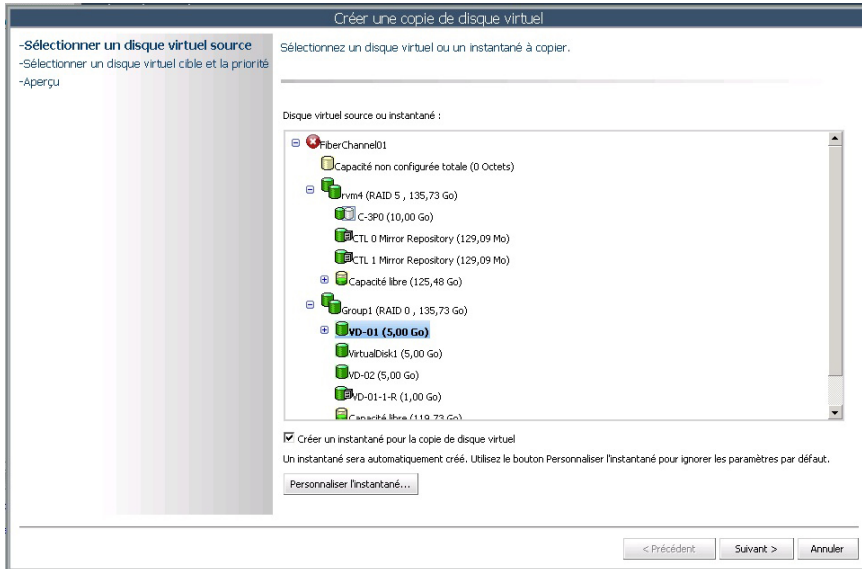 Créer une copie de disque virtuel
-Sélectionner un disque virtuel source
-Sélectionner un disque virtuel cible et la priorité
-Aperçu
Sélectionnez un disque virtuel ou un instantané à copier.
Disque virtuel source ou instantané :
FiberChannel01
Capacité non configurée totale (0 Octets)
rvm4 (RAID 5 , 135,73 Go)
C-3P0 (10,00 Go)
CTL 0 Mirror Repository (129,09 Mo)
CTL 1 Mirror Repository (129,09 Mo)
Capacité libre (125,48 Go)
Group1 (RAID 0 , 135,73 Go)
VD-01 (5,00 Go)
VirtualDisk1 (5,00 Go)
VD-02 (5,00 Go)
VD-01-1-R (1,00 Go)
Capacité libre (119,73 Go)
Créer un instantané pour la copie de disque virtuel
Un instantané sera automatiquement créé. Utilisez le bouton Personnaliser l'instantané pour ignorer les paramètres par défaut.
Personnaliser l'instantané...
< Précédent
Suivant >
Annuler